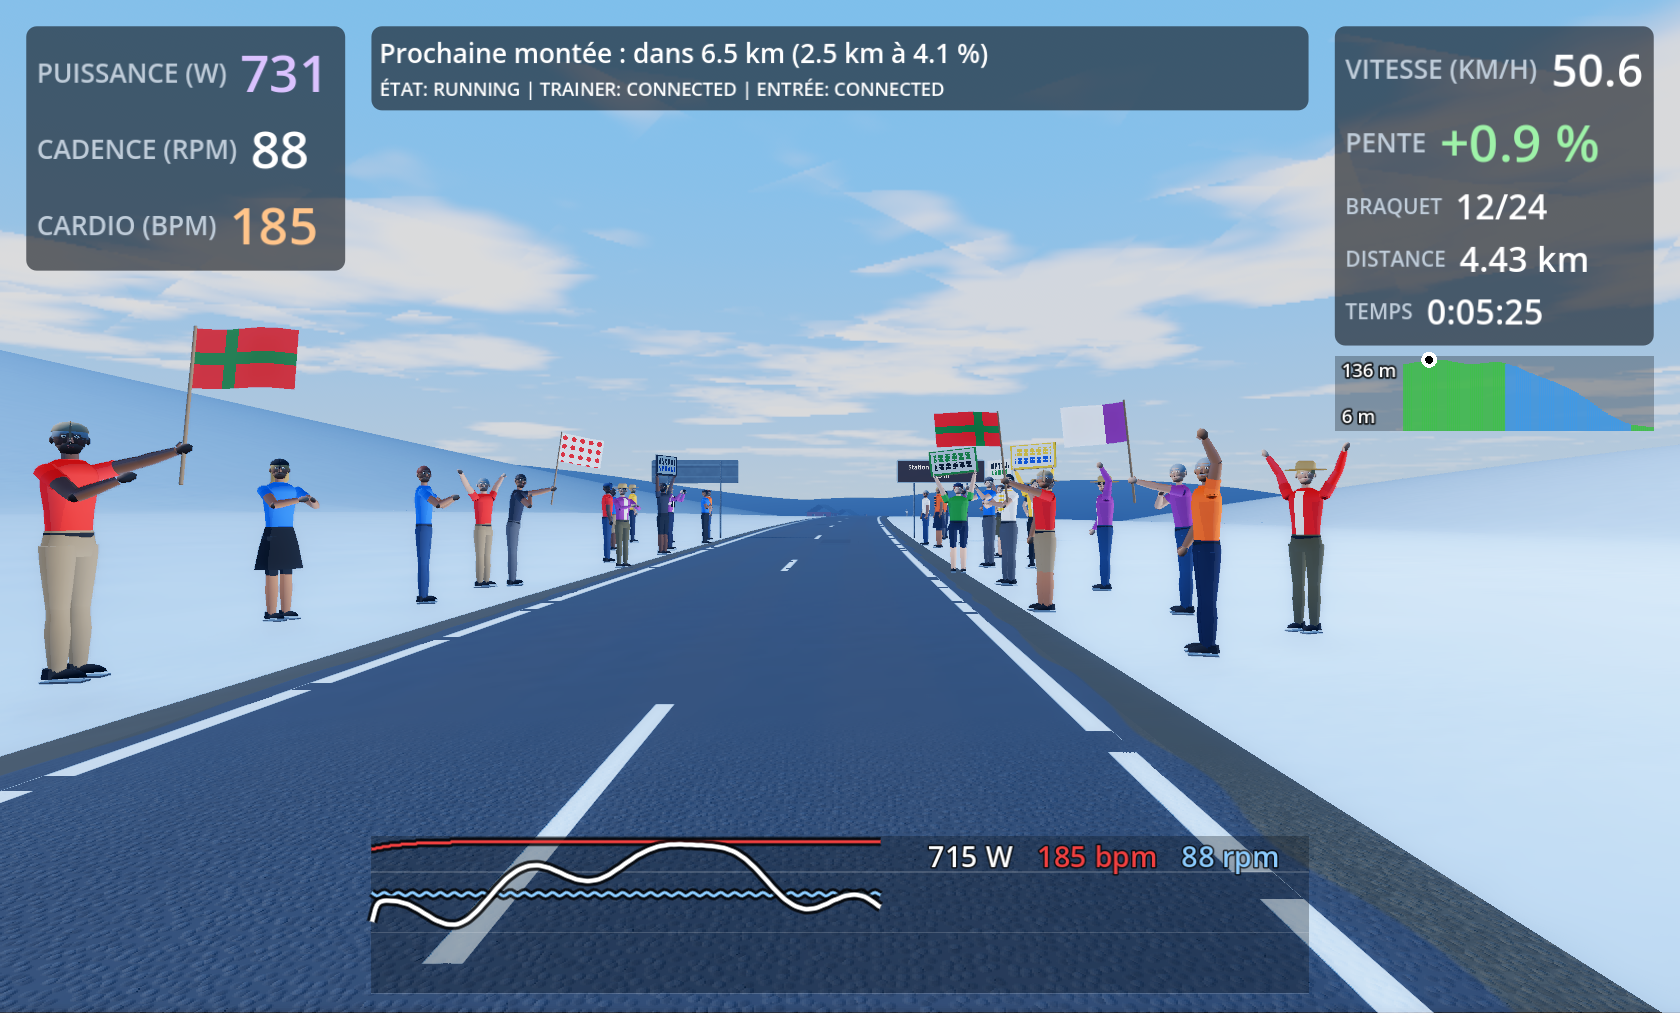 PUISSANCE (W) 731
CADENCE (RPM) 88
CARDIO (BPM) 185
Prochaine montée : dans 6.5 km (2.5 km à 4.1 %)
ÉTAT: RUNNING | TRAINER: CONNECTED | ENTRÉE: CONNECTED
VITESSE (KM/H) 50.6
PENTE +0.9 %
BRAQUET 12/24
DISTANCE 4.43 km
TEMPS 0:05:25
136 m
6 m
Station
715 W 185 bpm 88 rpm